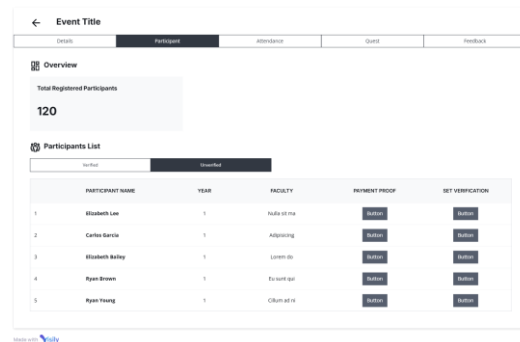 Event Title
Details Participant Attendance Quest Feedback
Overview
Total Registered Participants
120
Participants List
Verified Unverified
PARTICIPANT NAME YEAR FACULTY PAYMENT PROOF SET VERIFICATION
1 Elizabeth Lee 1 Nulla sit ma Button Button
2 Carlos Garcia 1 Adipisicing Button Button
3 Elizabeth Bailey 1 Lorem do Button Button
4 Ryan Brown 1 Eu sunt qui Button Button
5 Ryan Young 1 Cillum ad ni Button Button
Made with Visily